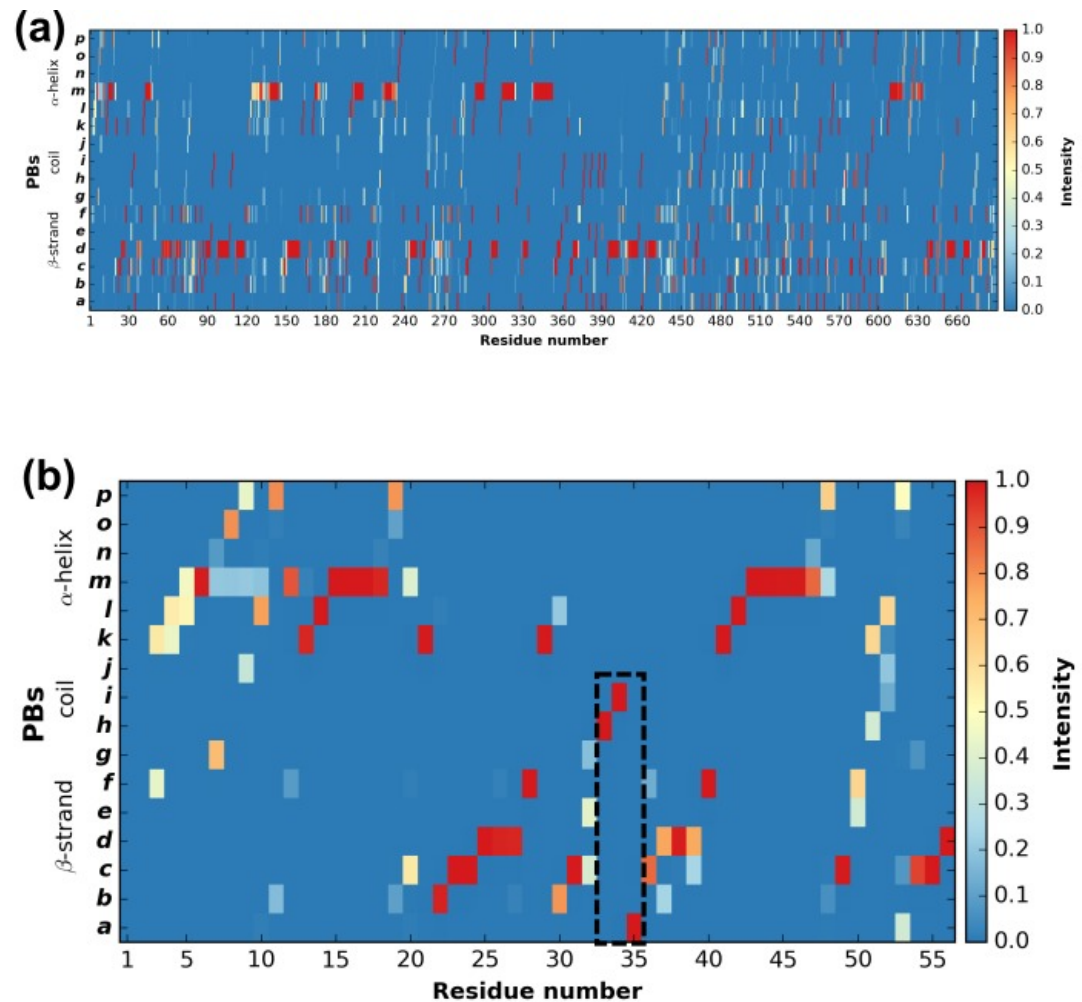 (a)
PBs
β-strand coil α-helix
p
o
n
m
l
k
j
i
h
g
f
e
d
c
b
a
1 30 60 90 120 150 180 210 240 270 300 330 360 390 420 450 480 510 540 570 600 630 660
Residue number
1.0
0.9
0.8
0.7
0.6
0.5
0.4
0.3
0.2
0.1
0.0
Intensity
(b)
PBs
β-strand coil α-helix
p
o
n
m
l
k
j
i
h
g
f
e
d
c
b
a
1 5 10 15 20 25 30 35 40 45 50 55
Residue number
1.0
0.9
0.8
0.7
0.6
0.5
0.4
0.3
0.2
0.1
0.0
Intensity